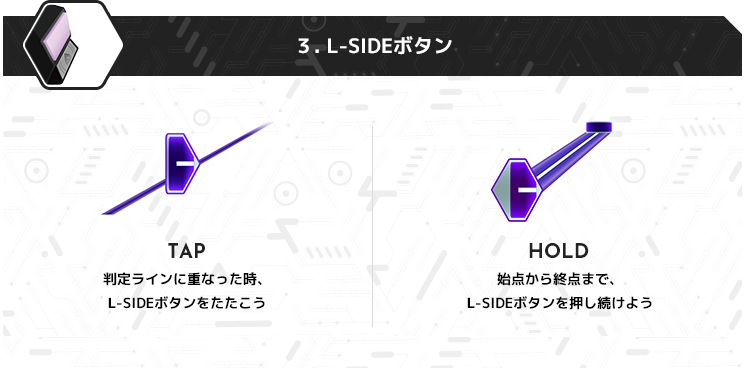 3. L-SIDEボタン
TAP
判定ラインに重なった時、
L-SIDEボタンをたたこう
HOLD
始点から終点まで、
L-SIDEボタンを押し続けよう